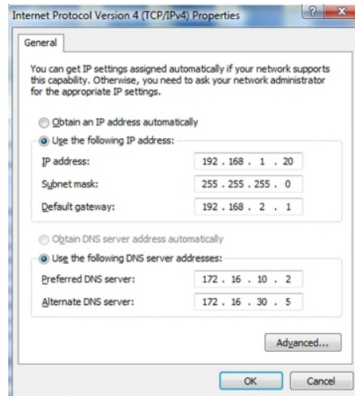 Internet Protocol Version 4 (TCP/IPv4) Properties
General
You can get IP settings assigned automatically if your network supports
this capability. Otherwise, you need to ask your network administrator
for the appropriate IP settings.
Obtain an IP address automatically
Use the following IP address:
IP address: 192 . 168 . 1 . 20
Subnet mask: 255 . 255 . 255 . 0
Default gateway: 192 . 168 . 2 . 1
Obtain DNS server address automatically
Use the following DNS server addresses:
Preferred DNS server: 172 . 16 . 10 . 2
Alternate DNS server: 172 . 16 . 30 . 5
Advanced...
OK Cancel